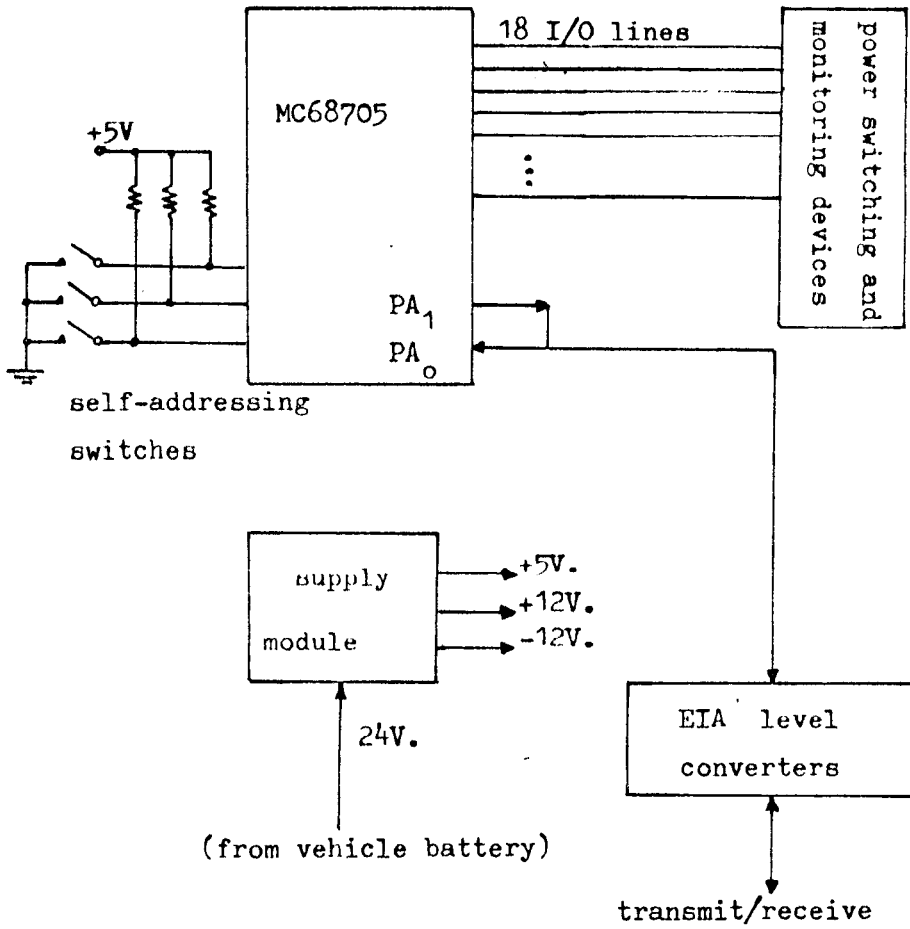 18 I/O lines
MC68705
+5V
power switching and
monitoring devices
PA1
PA0
self-addressing
switches
supply
module
+5V.
+12V.
-12V.
24V.
(from vehicle battery)
EIA level
converters
transmit/receive